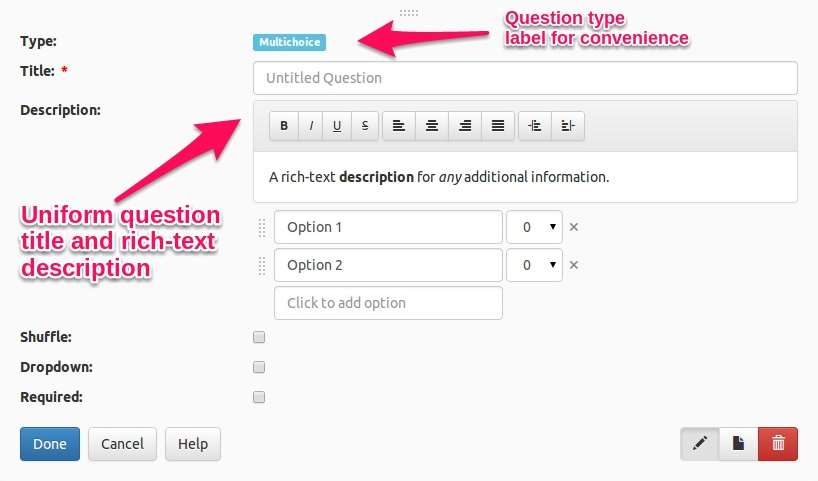 Type:
Multichoice
Question type
label for convenience
Title: *
Untitled Question
Description:
B I U S
A rich-text description for any additional information.
Uniform question
title and rich-text
description
Option 1 0 ×
Option 2 0 ×
Click to add option
Shuffle:
Dropdown:
Required:
Done Cancel Help